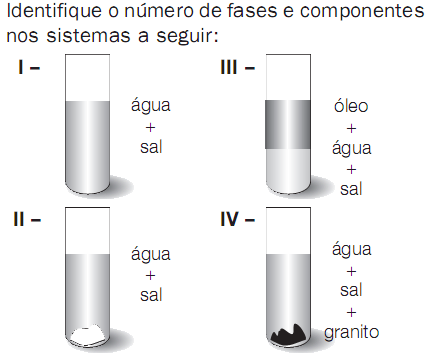 Identifique o número de fases e componentes
nos sistemas a seguir:
I –
água
+
sal
III –
óleo
+
água
+
sal
II –
água
+
sal
IV –
água
+
sal
+
granito